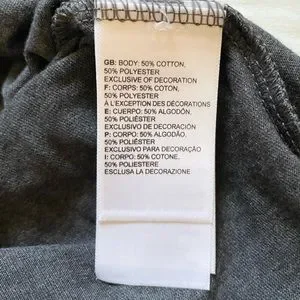 GB: BODY: 50% COTTON,
50% POLYESTER
EXCLUSIVE OF DECORATION
F: CORPS: 50% COTON,
50% POLYESTER
À L'EXCEPTION DES DÉCORATIONS
E: CUERPO: 50% ALGODÓN,
50% POLIÉSTER
EXCLUSIVO DE DECORACIÓN
P: CORPO: 50% ALGODÃO,
50% POLIÉSTER
EXCLUSIVO PARA DECORAÇÃO
I: CORPO: 50% COTONE,
50% POLIESTERE
ESCLUSA LA DECORAZIONE